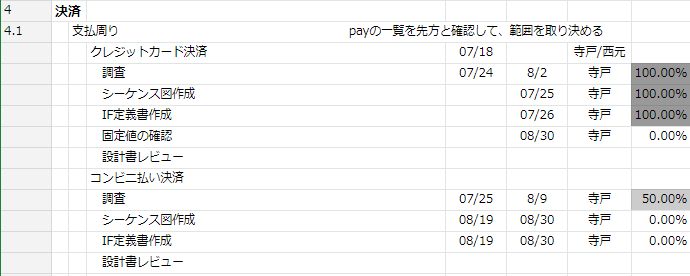 4 決済
4.1 支払周り payの一覧を先方と確認して、範囲を取り決める
クレジットカード決済 07/18 寺戸/西元
調査 07/24 8/2 寺戸 100.00%
シーケンス図作成 07/25 寺戸 100.00%
IF定義書作成 07/26 寺戸 100.00%
固定値の確認 08/30 寺戸 0.00%
設計書レビュー
コンビニ払い決済
調査 07/25 8/9 寺戸 50.00%
シーケンス図作成 08/19 08/30 寺戸 0.00%
IF定義書作成 08/19 08/30 寺戸 0.00%
設計書レビュー